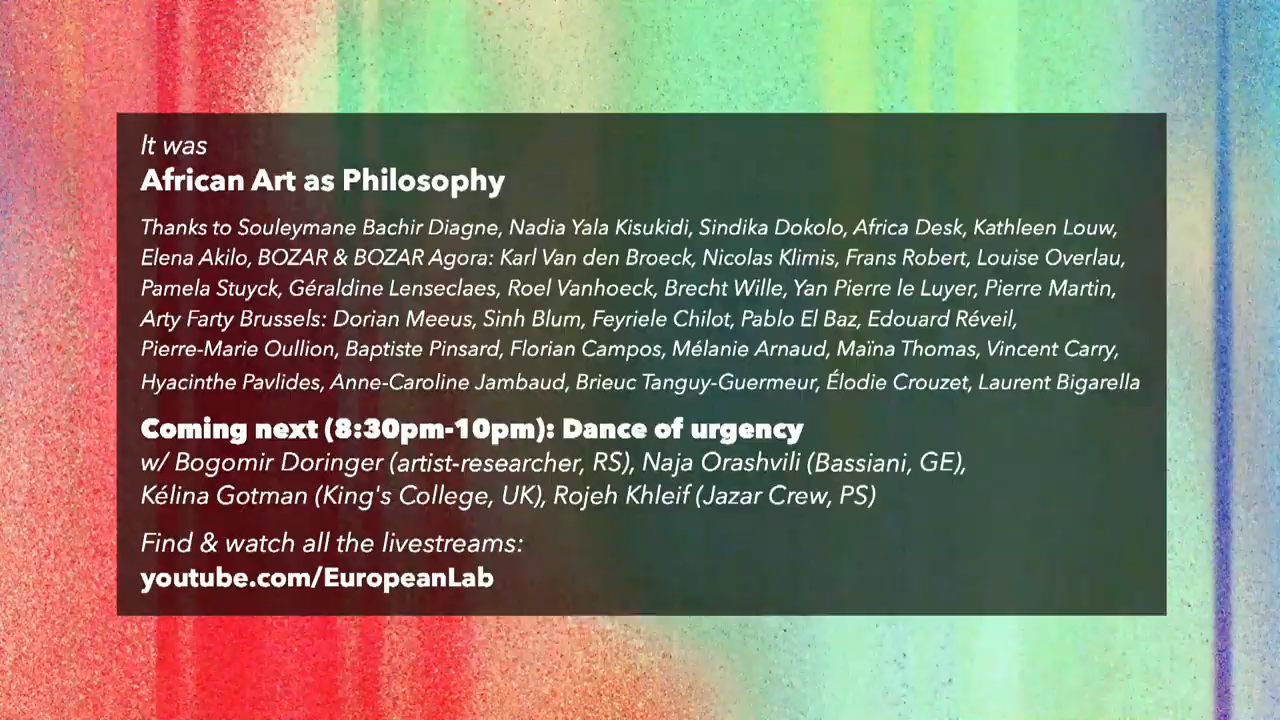 It was
African Art as Philosophy
Thanks to Souleymane Bachir Diagne, Nadia Yala Kisukidi, Sindika Dokolo, Africa Desk, Kathleen Louw,
Elena Akilo, BOZAR & BOZAR Agora: Karl Van den Broeck, Nicolas Klimis, Frans Robert, Louise Overlau,
Pamela Stuyck, Géraldine Lenseclaes, Roel Vanhoeck, Brecht Wille, Yan Pierre le Luyer, Pierre Martin,
Arty Farty Brussels: Dorian Meeus, Sinh Blum, Feyriele Chilot, Pablo El Baz, Edouard Réveil,
Pierre-Marie Oullion, Baptiste Pinsard, Florian Campos, Mélanie Arnaud, Maïna Thomas, Vincent Carry,
Hyacinthe Pavlides, Anne-Caroline Jambaud, Brieuc Tanguy-Guermeur, Élodie Crouzet, Laurent Bigarella
Coming next (8:30pm-10pm): Dance of urgency
w/ Bogomir Doringer (artist-researcher, RS), Naja Orashvili (Bassiani, GE),
Kélina Gotman (King's College, UK), Rojeh Khleif (Jazar Crew, PS)
Find & watch all the livestreams:
youtube.com/EuropeanLab